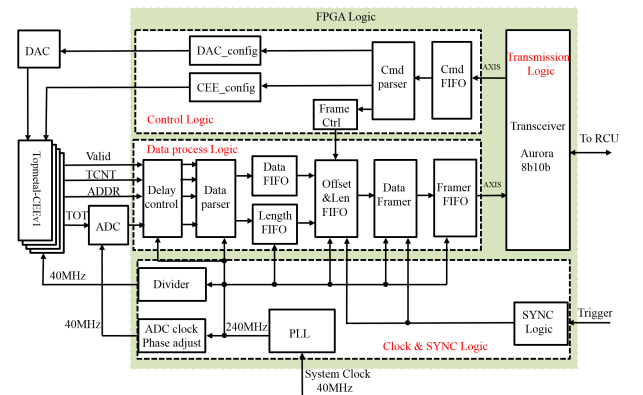 FPGA Logic
DAC
DAC_config
CEE_config
Cmd
parser
Cmd
FIFO
AXIS
Transmission
Logic
Control Logic
Frame
Ctrl
Transceiver
Aurora
8b10b
To RCU
Data process Logic
Topmetal-CEEv1
Valid
TCNT
ADDR
TOT
ADC
Delay
control
Data
parser
Data
FIFO
Length
FIFO
Offset
&Len
FIFO
Data
Framer
Framer
FIFO
AXIS
40MHz
Divider
40MHz
ADC clock
Phase adjust
240MHz
PLL
SYNC
Logic
Trigger
Clock & SYNC Logic
System Clock
40MHz